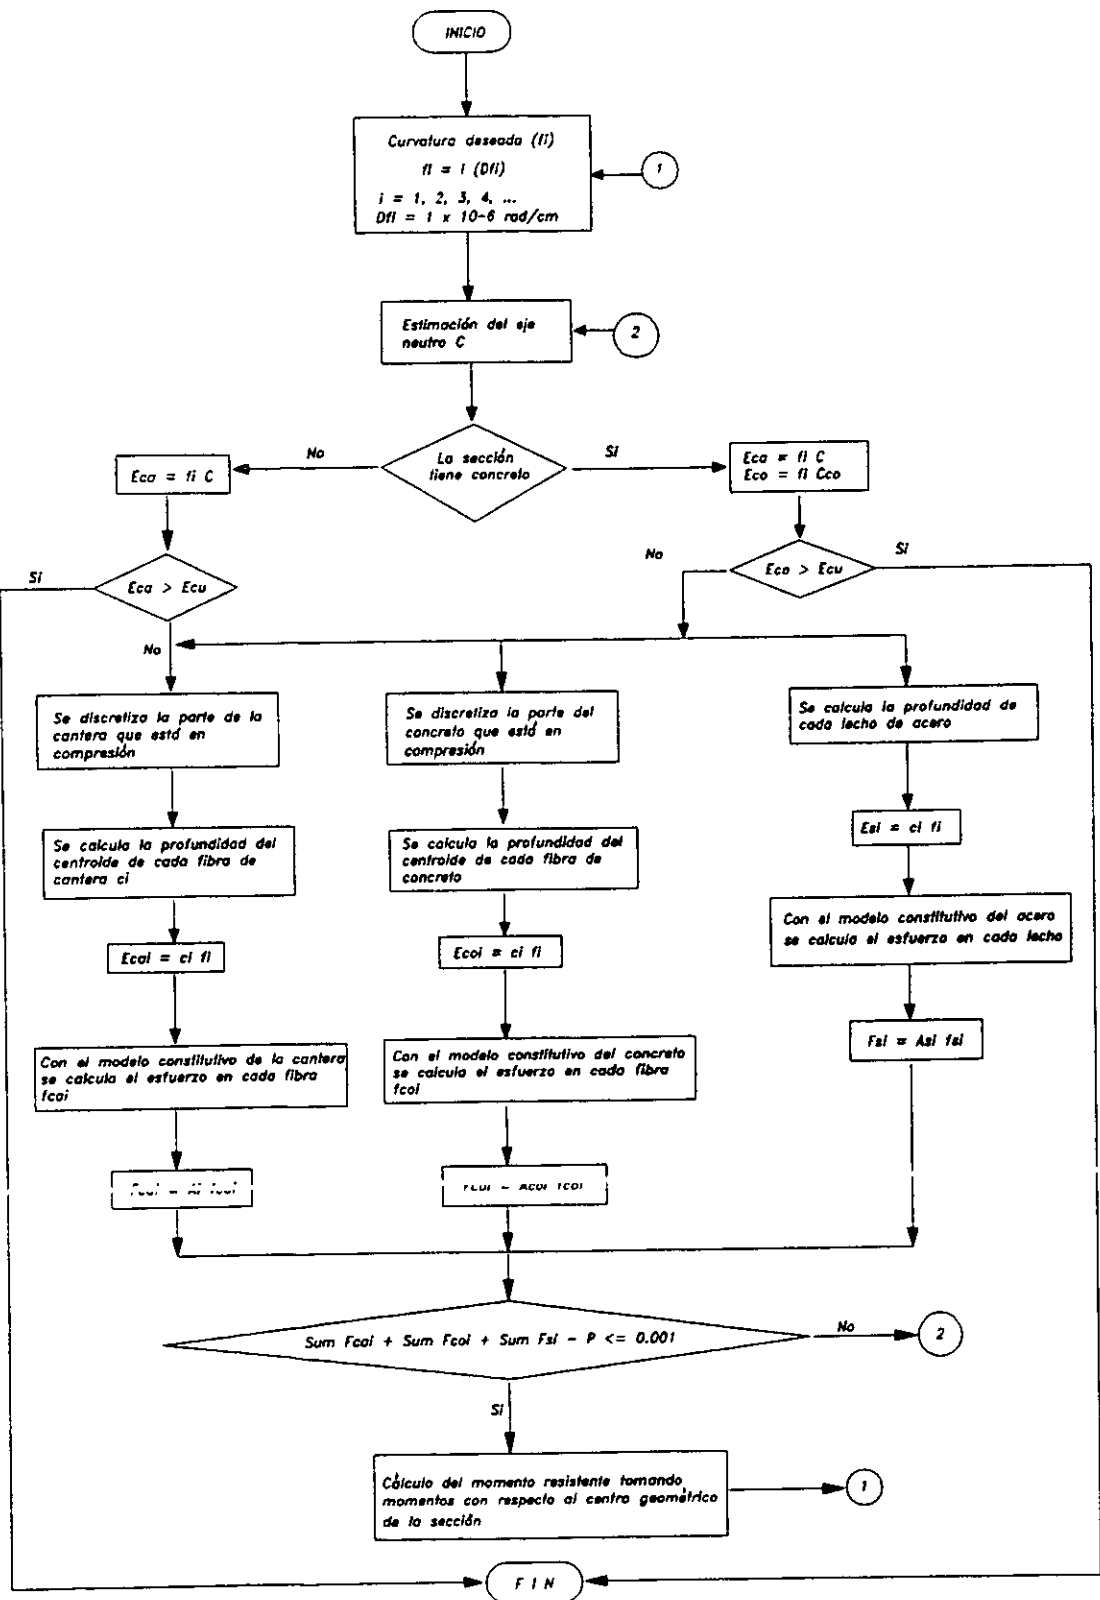 INICIO
Curvatura deseada (fi)
fi = i (Dfi)
i = 1, 2, 3, 4, ...
Dfi = 1 x 10-6 rad/cm
1
Estimación del eje
neutro C
2
La sección
tiene concreto
No
Si
Eca = fi C
Eca = fi C
Eco = fi Cco
Si
Eca > Ecu
No
No
Eca > Ecu
Si
Se discretiza la parte de la
cantera que está en
compresión
Se discretiza la parte del
concreto que está en
compresión
Se calcula la profundidad de
cada lecho de acero
Se calcula la profundidad del
centroide de cada fibra de
cantera ci
Se calcula la profundidad del
centroide de cada fibra de
concreto
Esi = ci fi
Ecai = ci fi
Ecoi = ci fi
Con el modelo constitutivo del acero
se calcula el esfuerzo en cada lecho
Con el modelo constitutivo de la cantera
se calcula el esfuerzo en cada fibra
fcai
Con el modelo constitutivo del concreto
se calcula el esfuerzo en cada fibra
fcoi
Fsi = Asi fsi
Sum Fcai + Sum Fcoi + Sum Fsi - P <= 0.001
No
2
Si
Cálculo del momento resistente tomando
momentos con respecto al centro geométrico
de la sección
1
F I N